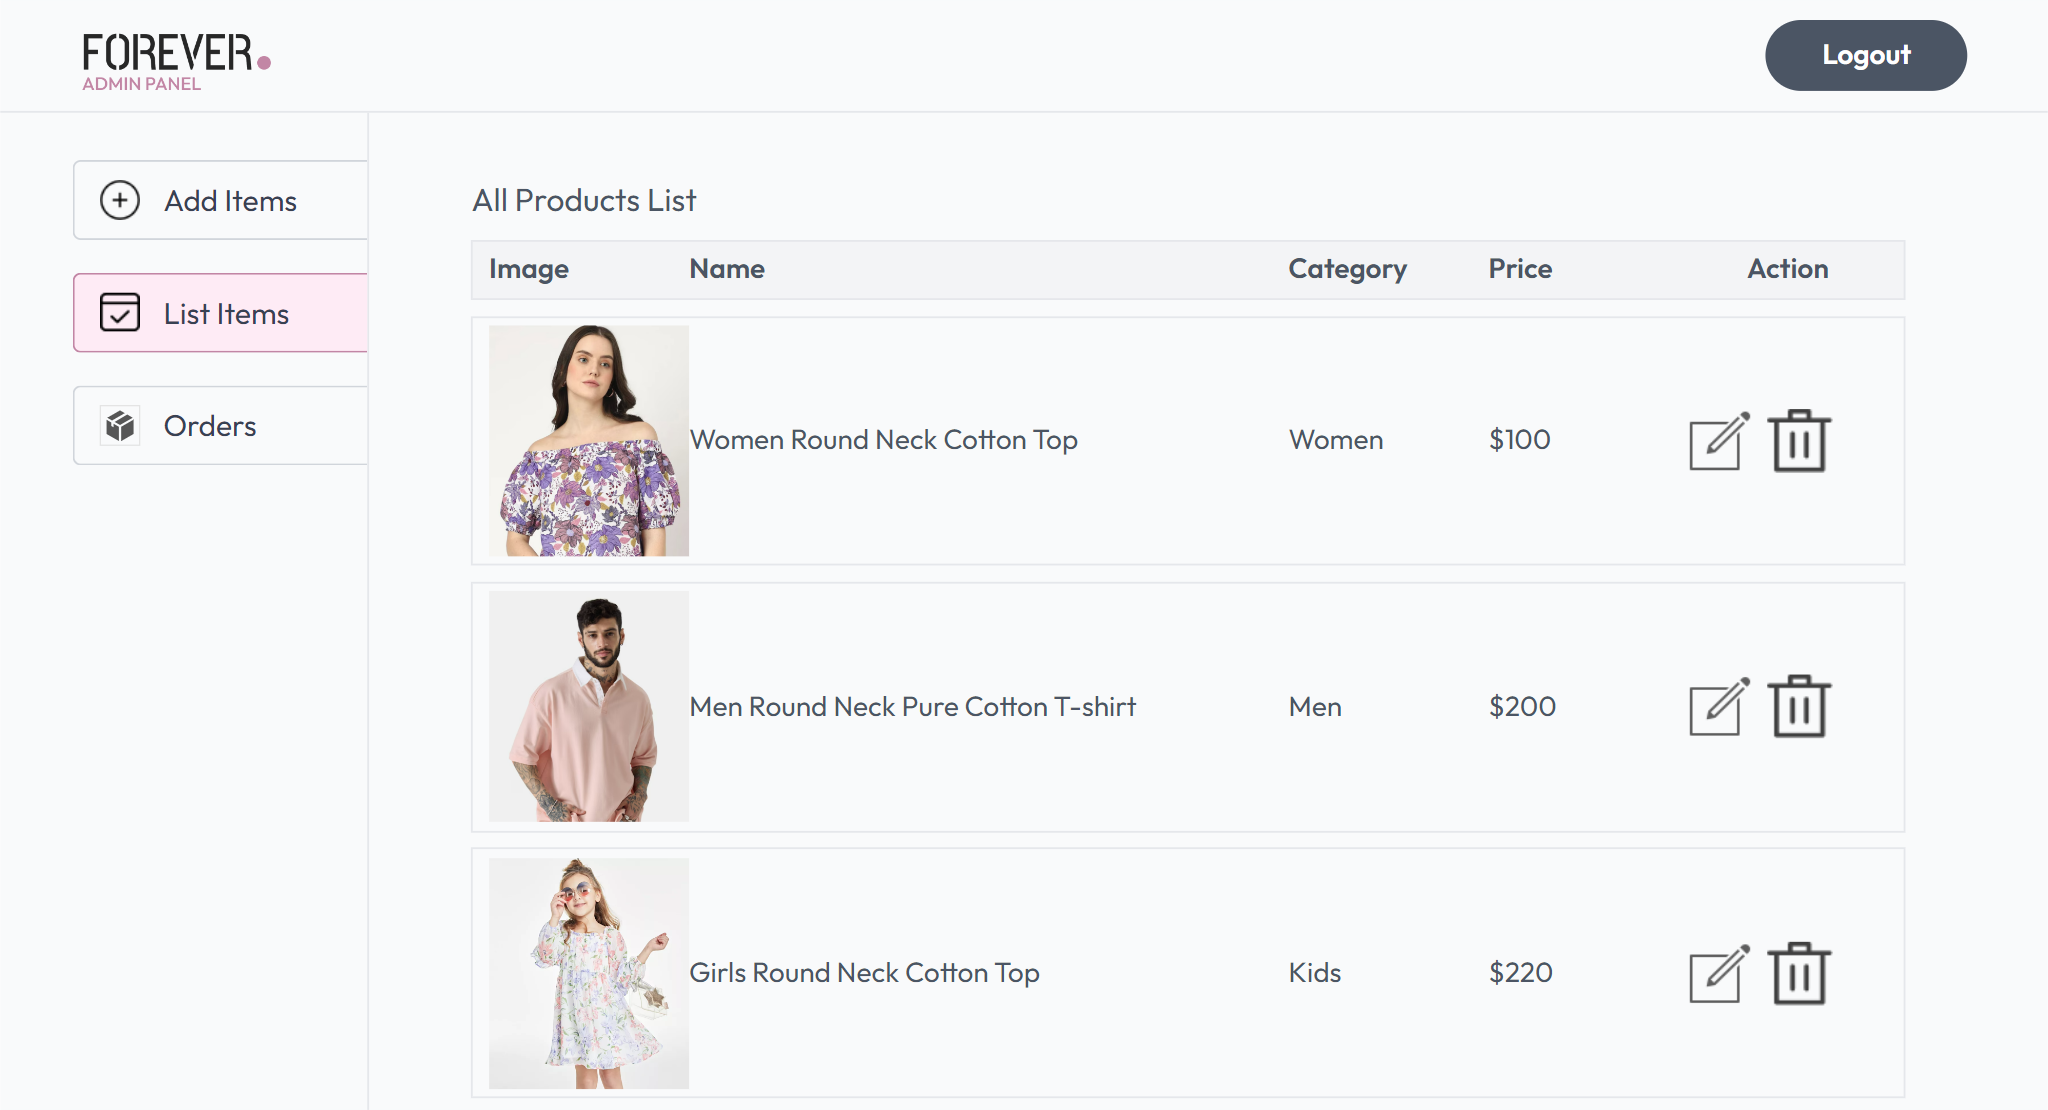 FOREVER.
ADMIN PANEL
Logout
Add Items
List Items
Orders
All Products List
Image Name Category Price Action
Women Round Neck Cotton Top Women $100
Men Round Neck Pure Cotton T-shirt Men $200
Girls Round Neck Cotton Top Kids $220